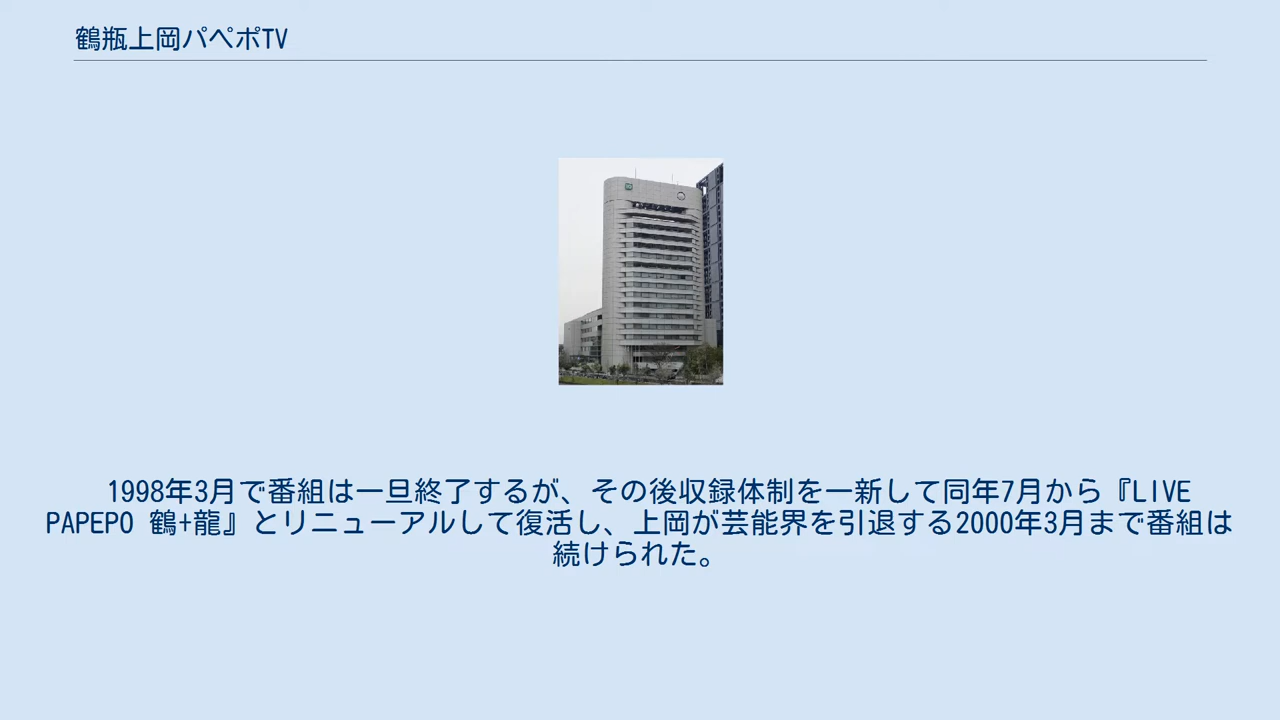 鶴瓶上岡パペポTV
1998年3月で番組は一旦終了するが、その後収録体制を一新して同年7月から『LIVE
PAPEPO 鶴+龍』とリニューアルして復活し、上岡が芸能界を引退する2000年3月まで番組は
続けられた。